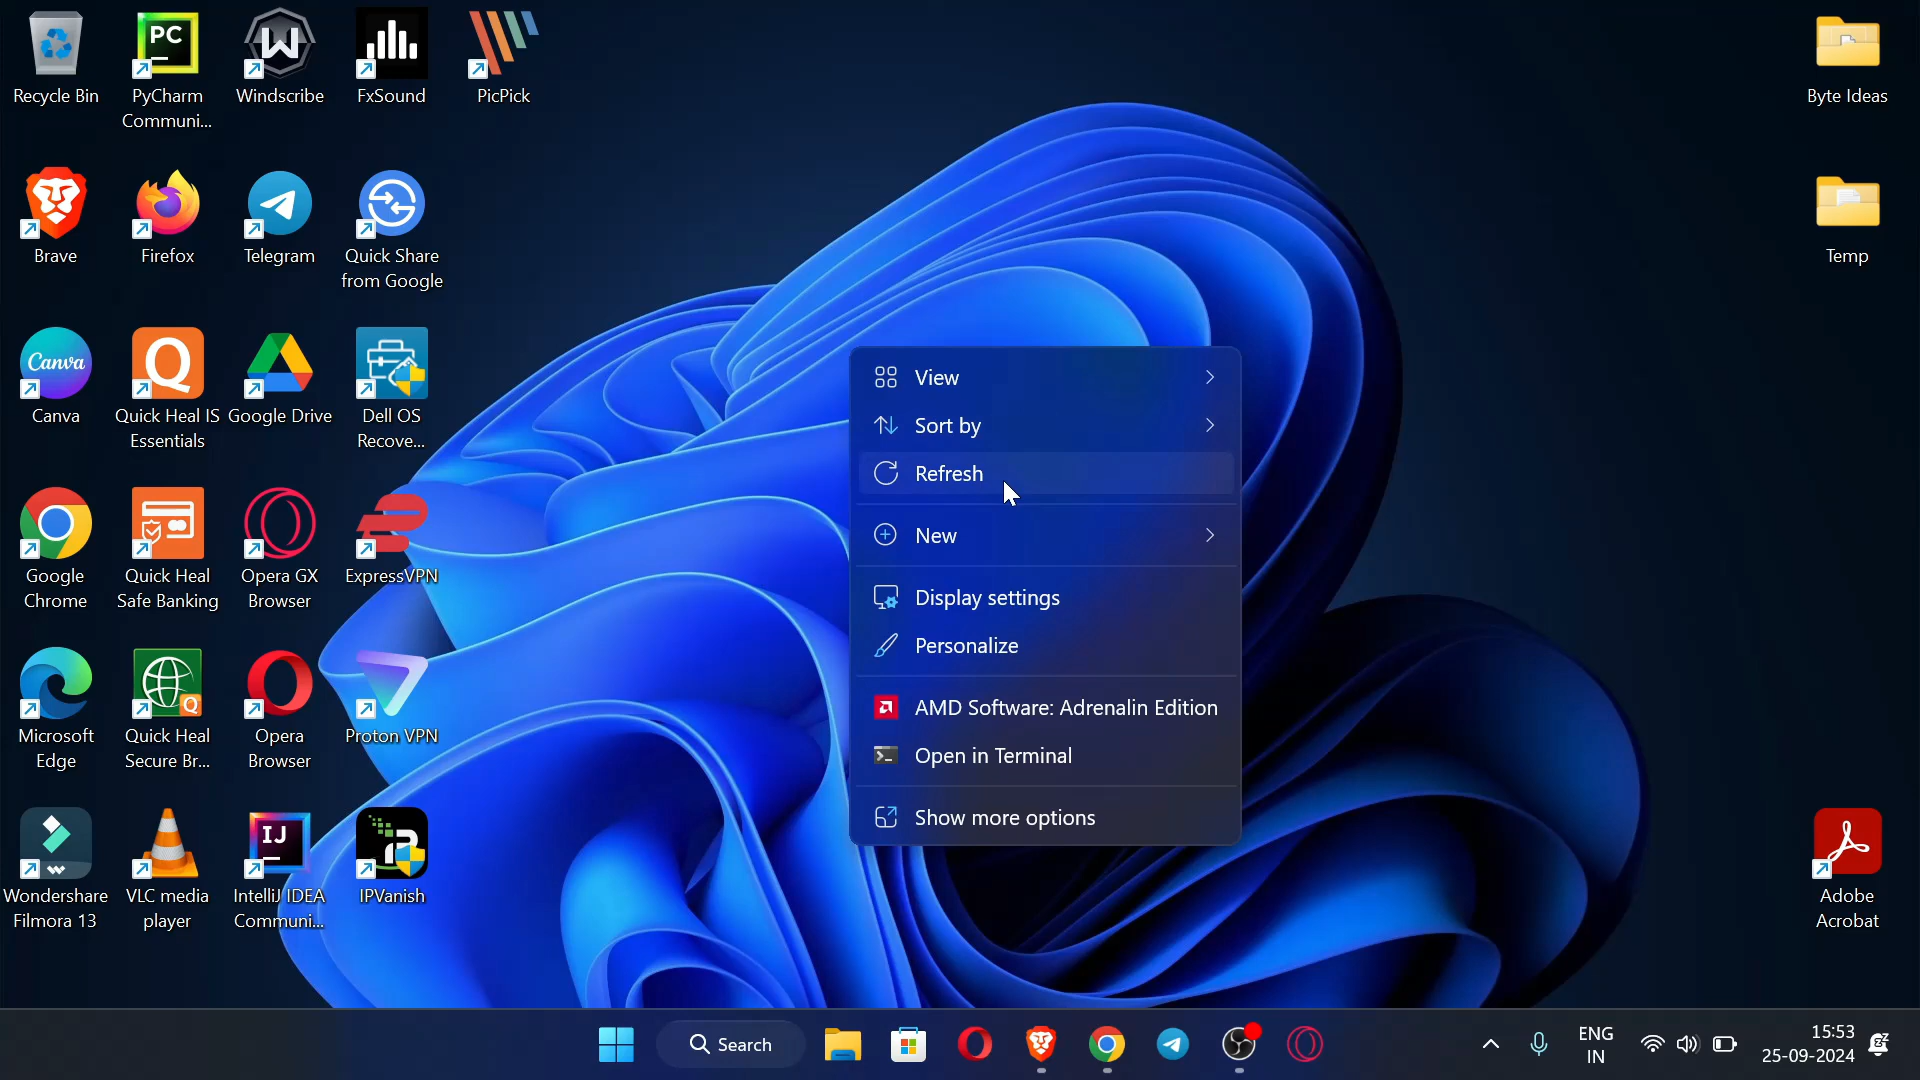 Recycle Bin
PC
PyCharm
Communi...
Windscribe
FxSound
PicPick
Byte Ideas
Brave
Firefox
Telegram
Quick Share
from Google
Temp
Canva
Canva
Quick Heal IS
Essentials
Google Drive
Dell OS
Recove...
Google
Chrome
Quick Heal
Safe Banking
Opera GX
Browser
ExpressVPN
Microsoft
Edge
Quick Heal
Secure Br...
Opera
Browser
Proton VPN
Wondershare
Filmora 13
VLC media
player
IJ
IntelliJ IDEA
Communi...
IPVanish
Adobe
Acrobat
View
Sort by
Refresh
New
Display settings
Personalize
AMD Software: Adrenalin Edition
Open in Terminal
Show more options
Search
ENG
IN
15:53
25-09-2024